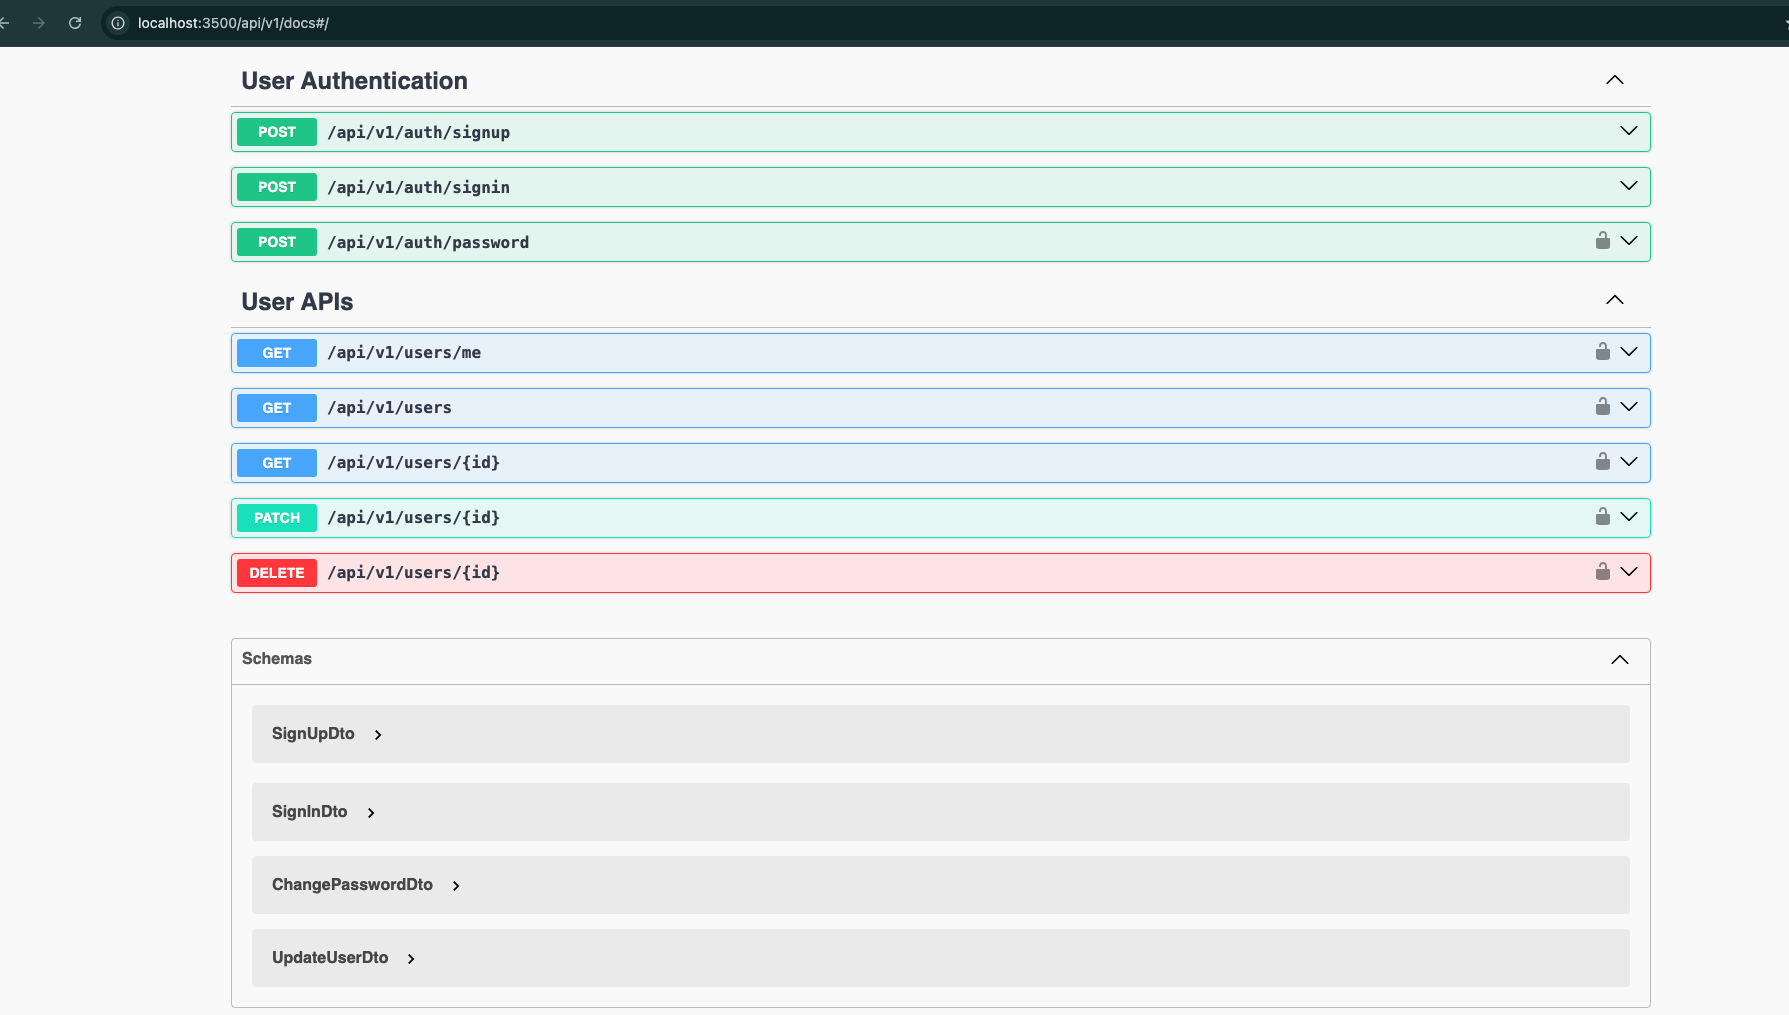 localhost:3500/api/v1/docs#/
User Authentication
POST /api/v1/auth/signup
POST /api/v1/auth/signin
POST /api/v1/auth/password
User APIs
GET /api/v1/users/me
GET /api/v1/users
GET /api/v1/users/{id}
PATCH /api/v1/users/{id}
DELETE /api/v1/users/{id}
Schemas
SignUpDto
SignInDto
ChangePasswordDto
UpdateUserDto